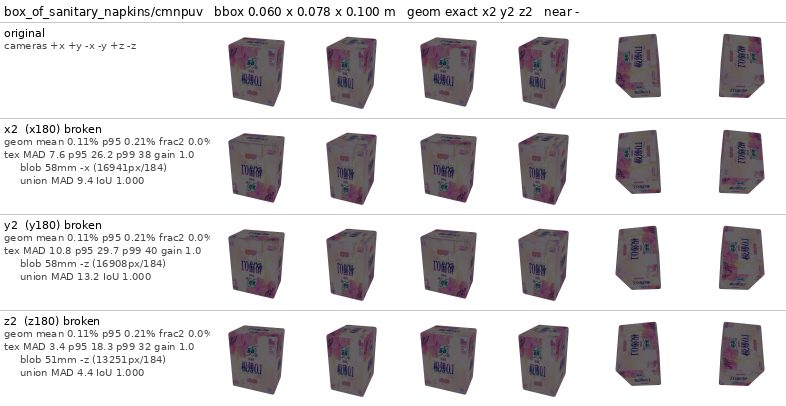 box_of_sanitary_napkins/cmnpuv bbox 0.060 x 0.078 x 0.100 m geom exact x2 y2 z2 near -
original
cameras +x +y -x -y +z -z
x2 (x180) broken
geom mean 0.11% p95 0.21% frac2 0.0%
tex MAD 7.6 p95 26.2 p99 38 gain 1.0
blob 58mm -x (16941px/184)
union MAD 9.4 IoU 1.000
y2 (y180) broken
geom mean 0.11% p95 0.21% frac2 0.0%
tex MAD 10.8 p95 29.7 p99 40 gain 1.0
blob 58mm -z (16908px/184)
union MAD 13.2 IoU 1.000
z2 (z180) broken
geom mean 0.11% p95 0.21% frac2 0.0%
tex MAD 3.4 p95 18.3 p99 32 gain 1.0
blob 51mm -z (13251px/184)
union MAD 4.4 IoU 1.000